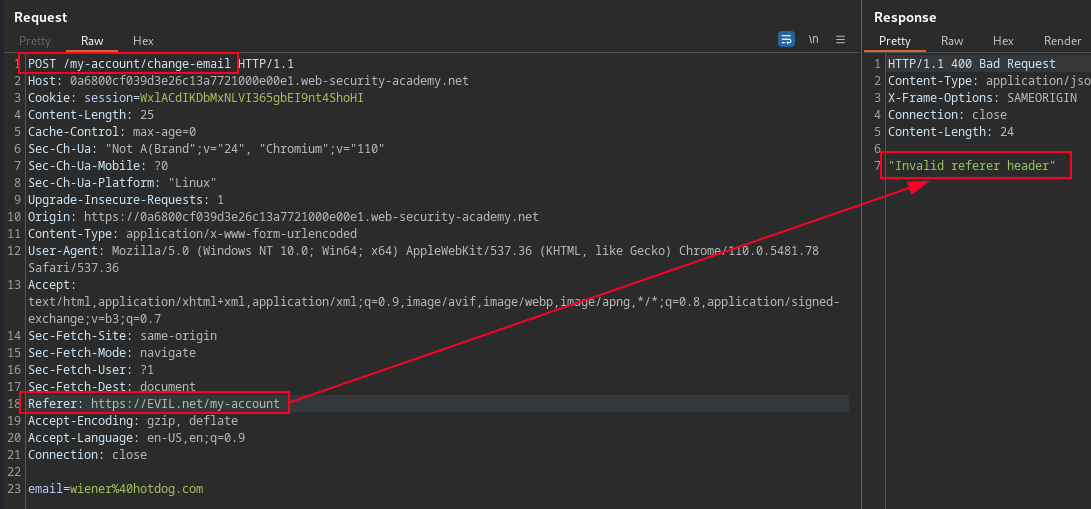 Request
Pretty Raw Hex
\n
1 POST /my-account/change-email HTTP/1.1
2 Host: 0a6800cf039d3e26c13a7721000e00e1.web-security-academy.net
3 Cookie: session=WxlACdIKDbMxNLVI365gbEI9nt4ShoHI
4 Content-Length: 25
5 Cache-Control: max-age=0
6 Sec-Ch-Ua: "Not A(Brand";v="24", "Chromium";v="110"
7 Sec-Ch-Ua-Mobile: ?0
8 Sec-Ch-Ua-Platform: "Linux"
9 Upgrade-Insecure-Requests: 1
10 Origin: https://0a6800cf039d3e26c13a7721000e00e1.web-security-academy.net
11 Content-Type: application/x-www-form-urlencoded
12 User-Agent: Mozilla/5.0 (Windows NT 10.0; Win64; x64) AppleWebKit/537.36 (KHTML, like Gecko) Chrome/110.0.5481.78
Safari/537.36
13 Accept:
text/html,application/xhtml+xml,application/xml;q=0.9,image/avif,image/webp,image/apng,*/*;q=0.8,application/signed-
exchange;v=b3;q=0.7
14 Sec-Fetch-Site: same-origin
15 Sec-Fetch-Mode: navigate
16 Sec-Fetch-User: ?1
17 Sec-Fetch-Dest: document
18 Referer: https://EVIL.net/my-account
19 Accept-Encoding: gzip, deflate
20 Accept-Language: en-US,en;q=0.9
21 Connection: close
22
23 email=wiener%40hotdog.com
Response
Pretty Raw Hex Render
1 HTTP/1.1 400 Bad Request
2 Content-Type: application/jso
3 X-Frame-Options: SAMEORIGIN
4 Connection: close
5 Content-Length: 24
6
7 "Invalid referer header"